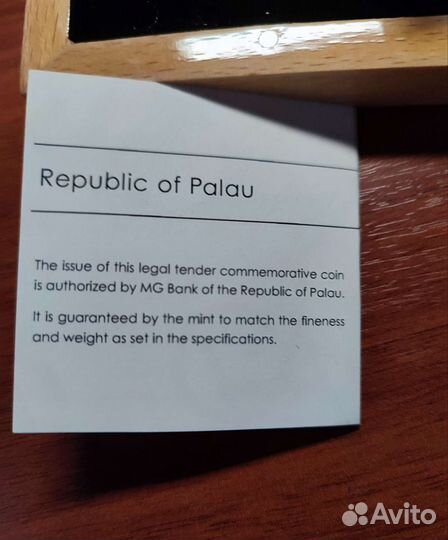 Republic of Palau
The issue of this legal tender commemorative coin
is authorized by MG Bank of the Republic of Palau.
It is guaranteed by the mint to match the fineness
and weight as set in the specifications.
Avito